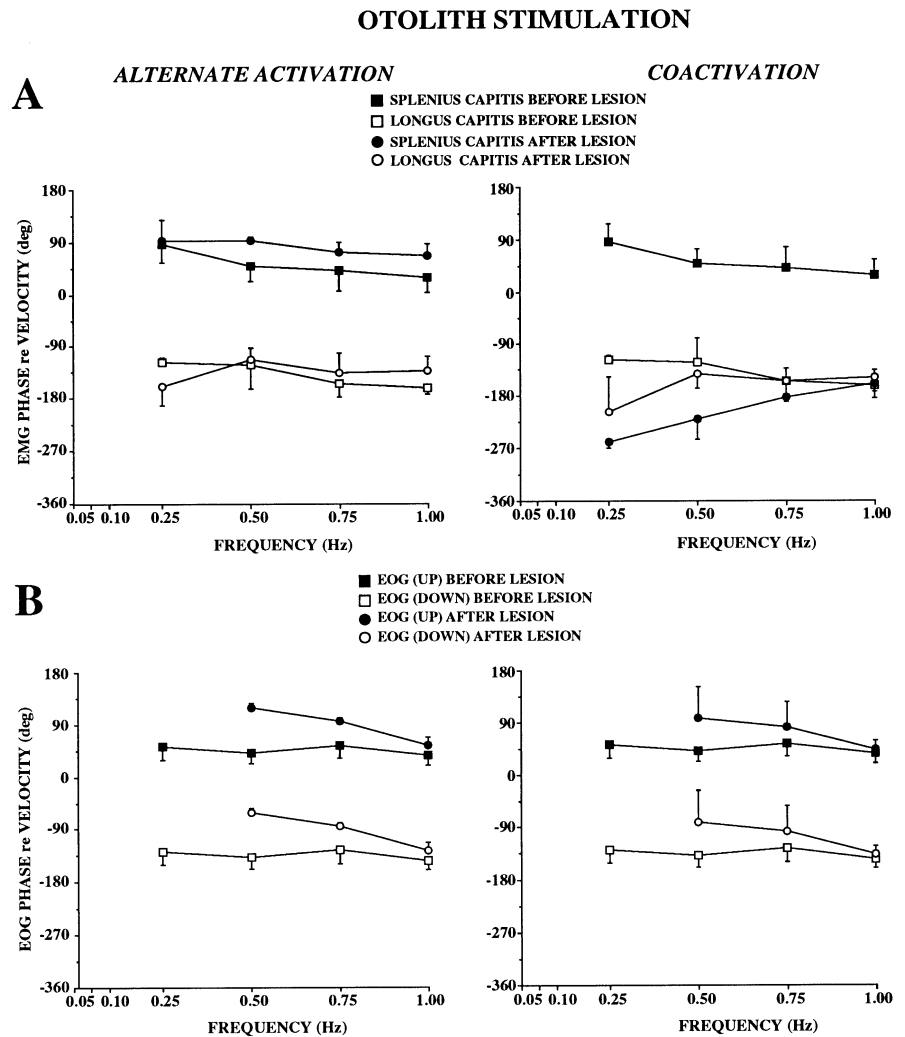 OTOLITH STIMULATION
ALTERNATE ACTIVATION
COACTIVATION
A
SPLENIUS CAPITIS BEFORE LESION
LONGUS CAPITIS BEFORE LESION
SPLENIUS CAPITIS AFTER LESION
LONGUS CAPITIS AFTER LESION
EMG PHASE re VELOCITY (deg)
180
90
0
-90
-180
-270
-360
0.05 0.10 0.25 0.50 0.75 1.00
FREQUENCY (Hz)
180
90
0
-90
-180
-270
-360
0.05 0.10 0.25 0.50 0.75 1.00
FREQUENCY (Hz)
B
EOG (UP) BEFORE LESION
EOG (DOWN) BEFORE LESION
EOG (UP) AFTER LESION
EOG (DOWN) AFTER LESION
EOG PHASE re VELOCITY (deg)
180
90
0
-90
-180
-270
-360
0.05 0.10 0.25 0.50 0.75 1.00
FREQUENCY (Hz)
180
90
0
-90
-180
-270
-360
0.05 0.10 0.25 0.50 0.75 1.00
FREQUENCY (Hz)